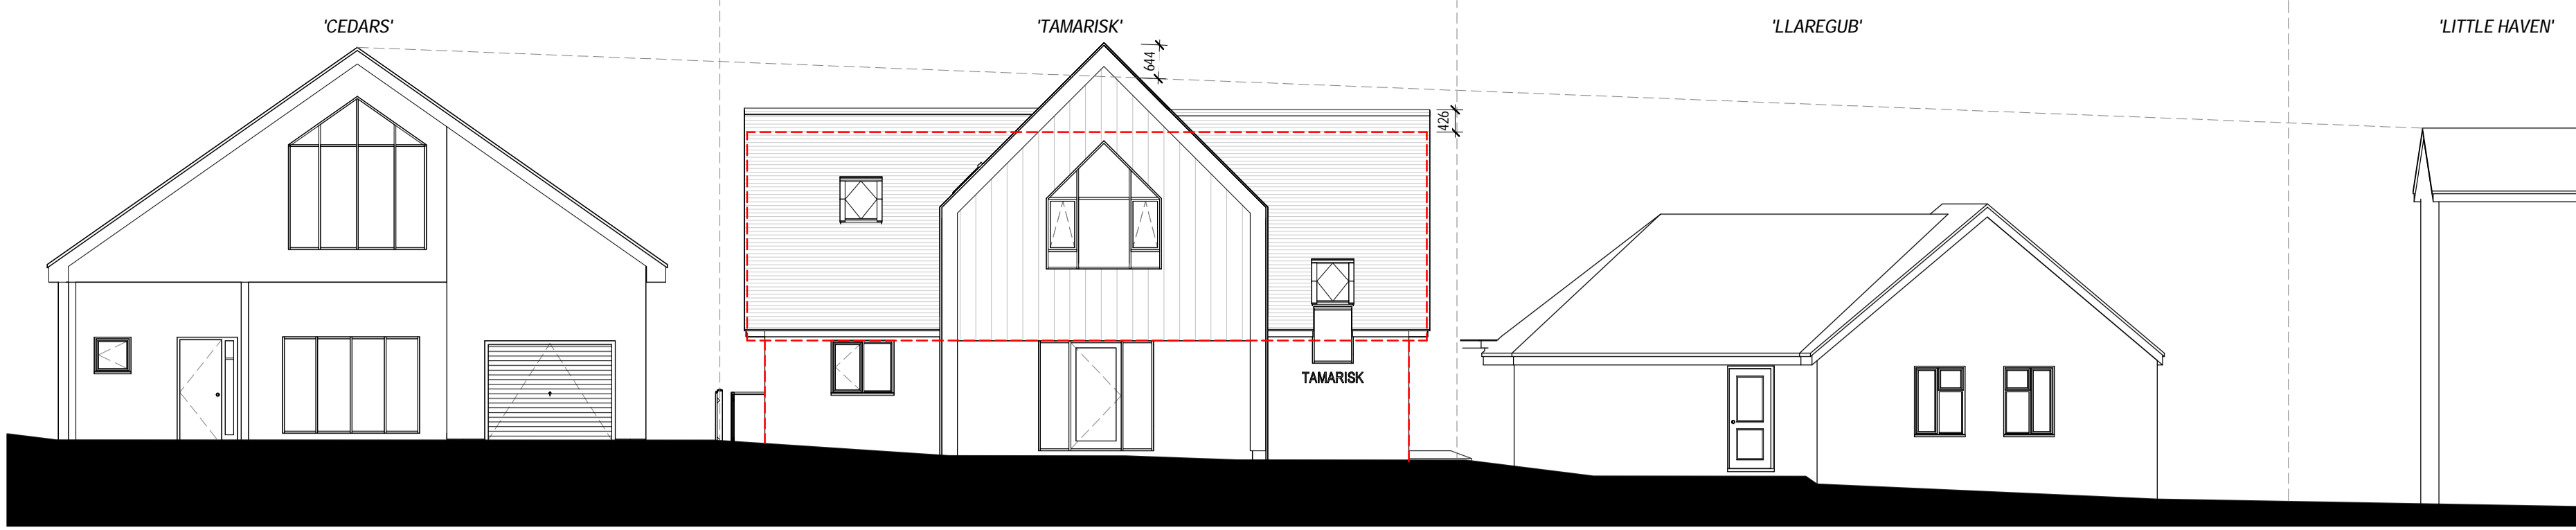 'CEDARS'
'TAMARISK'
'LLAREGUB'
'LITTLE HAVEN'
644
426
TAMARISK